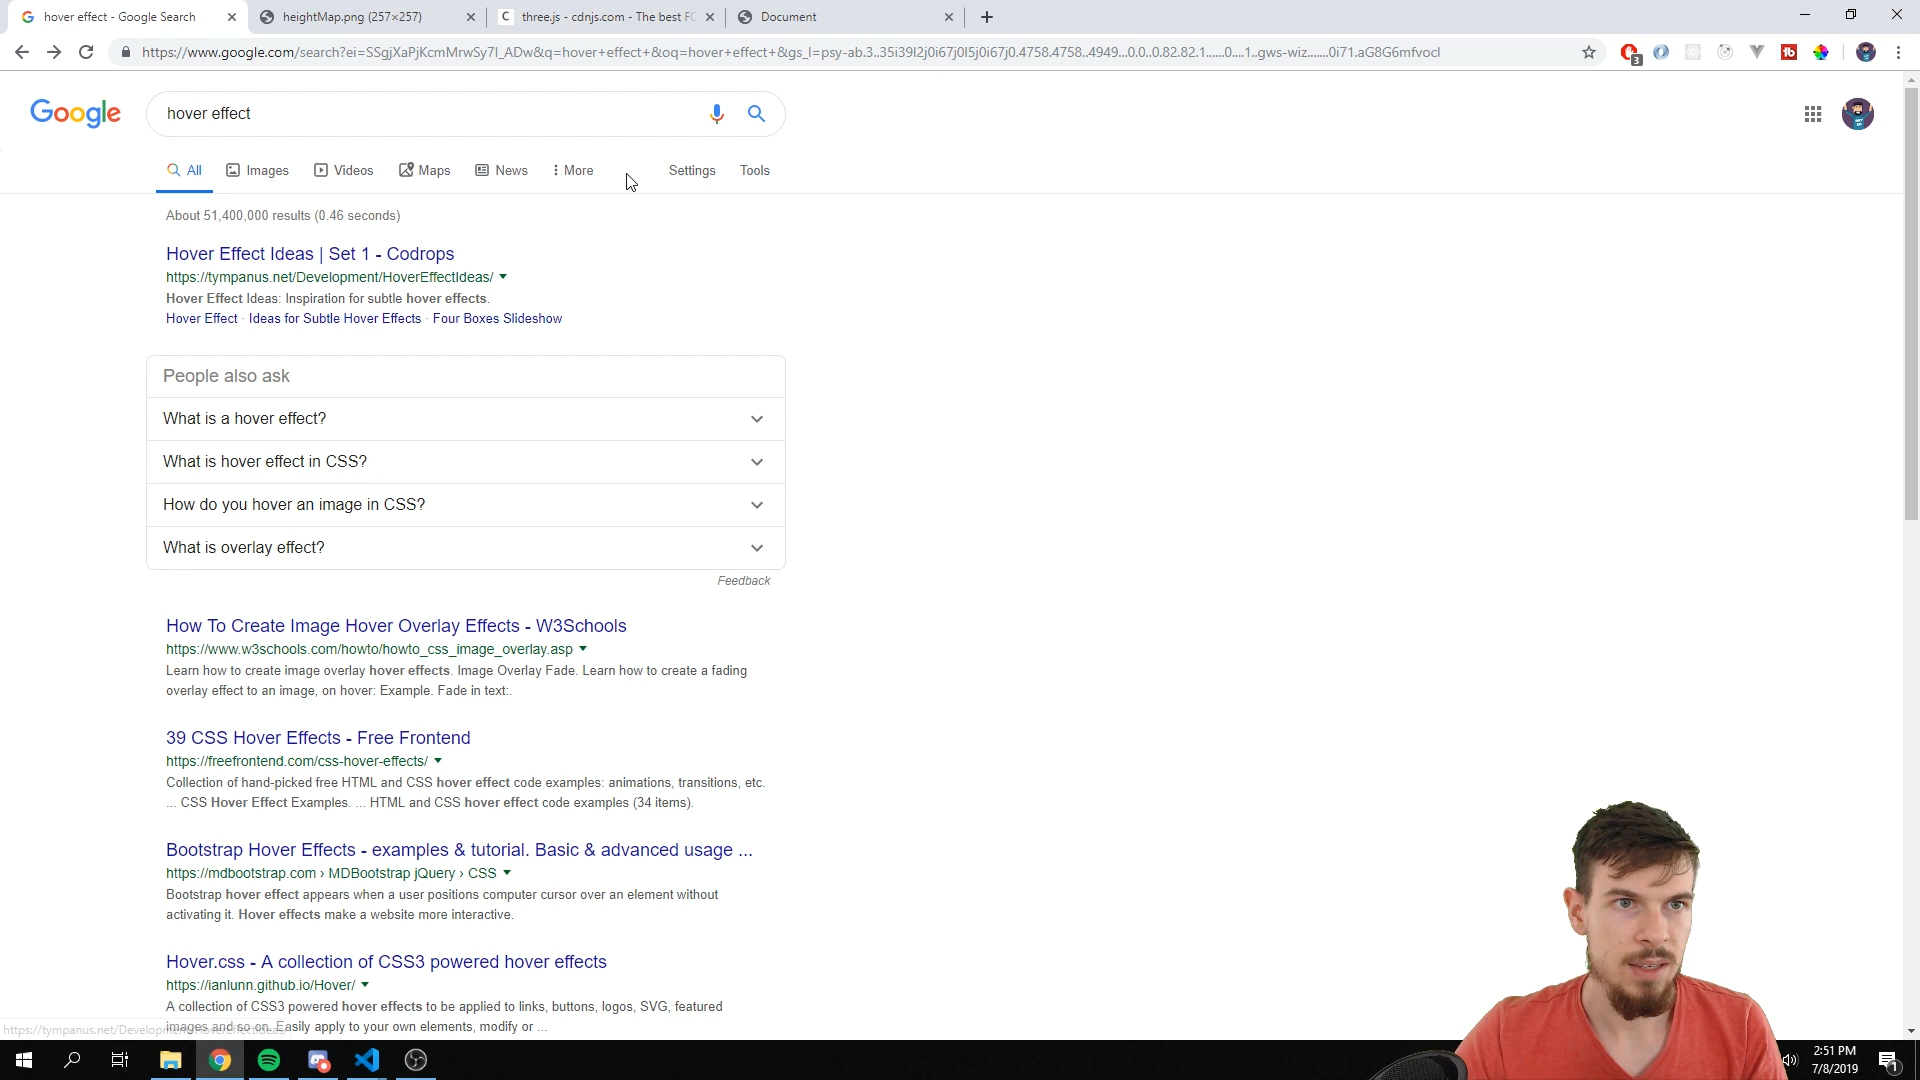 hover effect - Google Search
heightMap.png (257×257)
three.js - cdnjs.com - The best FO
Document
https://www.google.com/search?ei=SSgjXaPjKcmMrwSy7I_ADw&q=hover+effect+&oq=hover+effect+&gs_l=psy-ab.3..35i39l2j0i67j0l5j0i67j0.4758.4758..4949...0.0..0.82.82.1......0....1..gws-wiz.......0i71.aG8G6mfvocI
3
Google
hover effect
All
Images
Videos
Maps
News
More
Settings
Tools
About 51,400,000 results (0.46 seconds)
Hover Effect Ideas | Set 1 - Codrops
https://tympanus.net/Development/HoverEffectIdeas/
Hover Effect Ideas: Inspiration for subtle hover effects.
Hover Effect · Ideas for Subtle Hover Effects · Four Boxes Slideshow
People also ask
What is a hover effect?
What is hover effect in CSS?
How do you hover an image in CSS?
What is overlay effect?
Feedback
How To Create Image Hover Overlay Effects - W3Schools
https://www.w3schools.com/howto/howto_css_image_overlay.asp
Learn how to create image overlay hover effects. Image Overlay Fade. Learn how to create a fading
overlay effect to an image, on hover: Example. Fade in text:.
39 CSS Hover Effects - Free Frontend
https://freefrontend.com/css-hover-effects/
Collection of hand-picked free HTML and CSS hover effect code examples: animations, transitions, etc.
... CSS Hover Effect Examples. ... HTML and CSS hover effect code examples (34 items).
Bootstrap Hover Effects - examples & tutorial. Basic & advanced usage ...
https://mdbootstrap.com › MDBootstrap jQuery › CSS
Bootstrap hover effect appears when a user positions computer cursor over an element without
activating it. Hover effects make a website more interactive.
Hover.css - A collection of CSS3 powered hover effects
https://ianlunn.github.io/Hover/
A collection of CSS3 powered hover effects to be applied to links, buttons, logos, SVG, featured
images and so on. Easily apply to your own elements, modify or ...
https://tympanus.net/Development/HoverEffectIdeas/
2:51 PM
7/8/2019
1